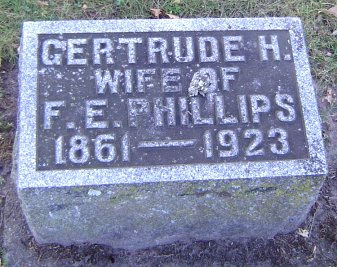 GERTRUDE H.
WIFE OF
F. E. PHILLIPS
1861 — 1923